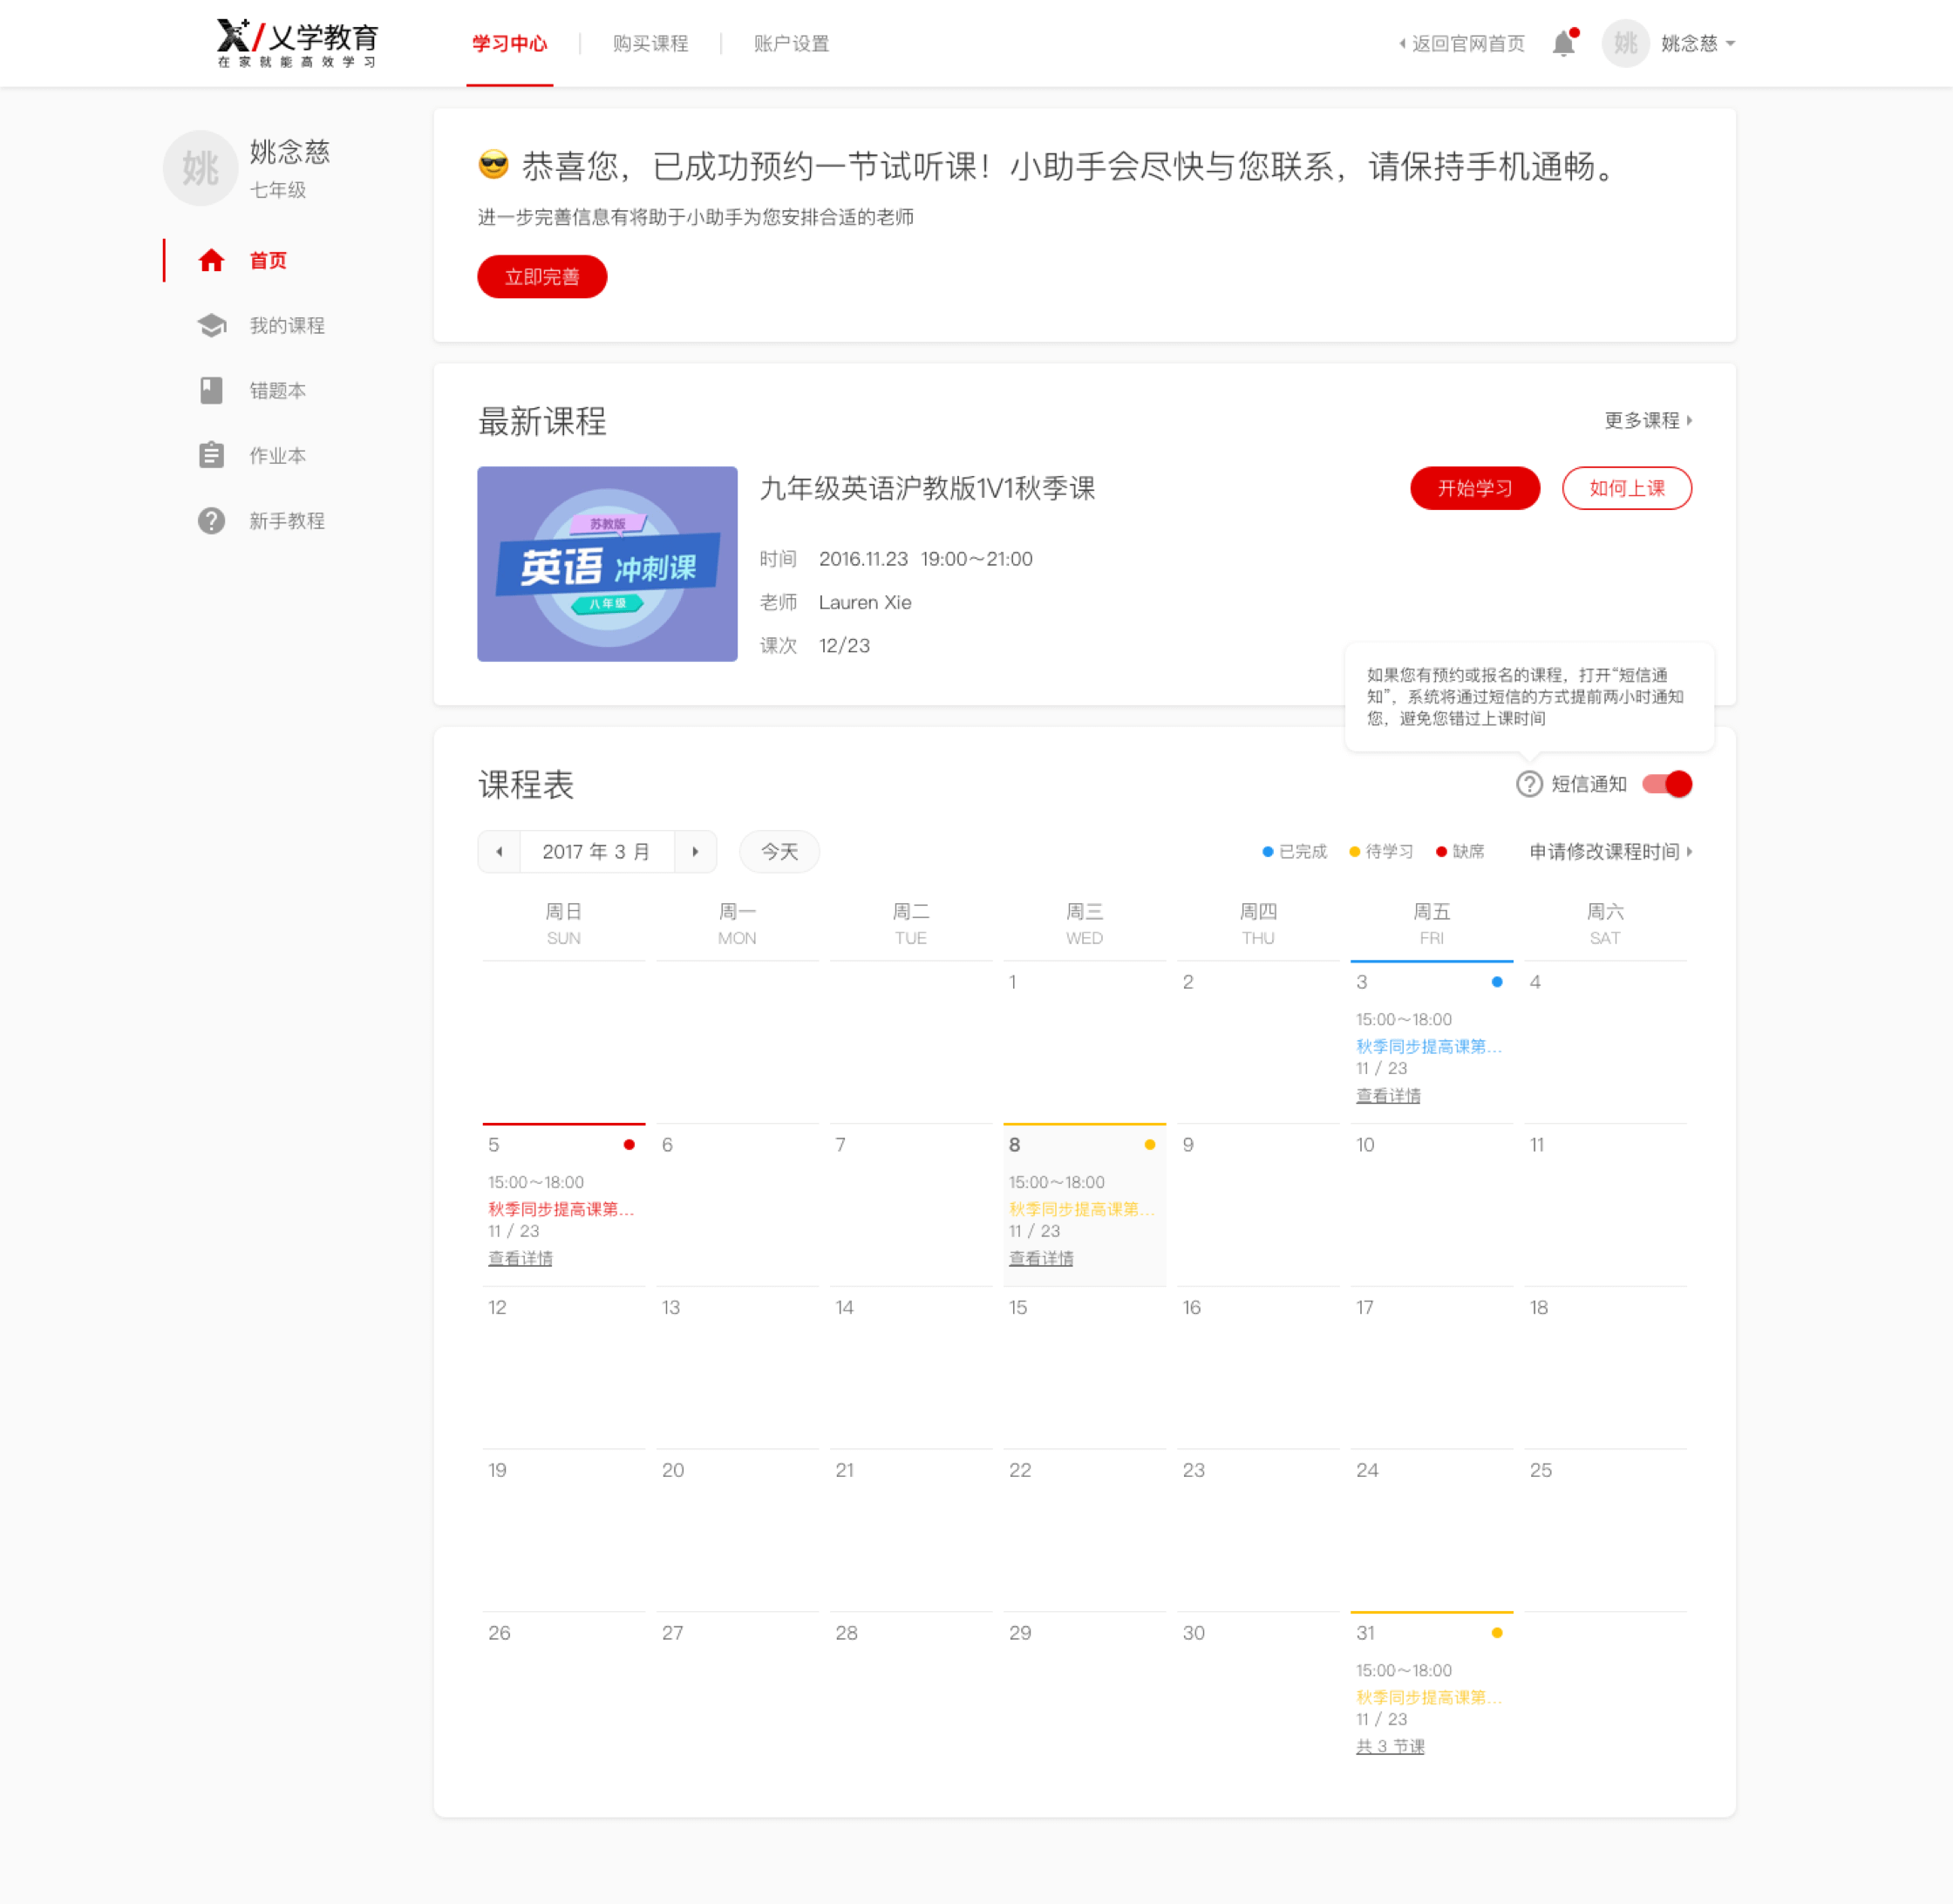 乂学教育
在家就能高效学习
学习中心
购买课程
账户设置
返回官网首页
姚
姚念慈
姚
姚念慈
七年级
首页
我的课程
错题本
作业本
新手教程
😎 恭喜您，已成功预约一节试听课！小助手会尽快与您联系，请保持手机通畅。
进一步完善信息有将助于小助手为您安排合适的老师
立即完善
最新课程
更多课程
苏教版
英语 冲刺课
八年级
九年级英语沪教版1V1秋季课
开始学习
如何上课
时间 2016.11.23 19:00～21:00
老师 Lauren Xie
课次 12/23
如果您有预约或报名的课程，打开“短信通
知”，系统将通过短信的方式提前两小时通知
您，避免您错过上课时间
课程表
短信通知
2017 年 3 月
今天
已完成
待学习
缺席
申请修改课程时间
周日 周一 周二 周三 周四 周五 周六
SUN MON TUE WED THU FRI SAT
1 2 3 4
15:00～18:00
秋季同步提高课第...
11 / 23
查看详情
5 6 7 8 9 10 11
15:00～18:00 15:00～18:00
秋季同步提高课第... 秋季同步提高课第...
11 / 23 11 / 23
查看详情 查看详情
12 13 14 15 16 17 18
19 20 21 22 23 24 25
26 27 28 29 30 31
15:00～18:00
秋季同步提高课第...
11 / 23
共 3 节课